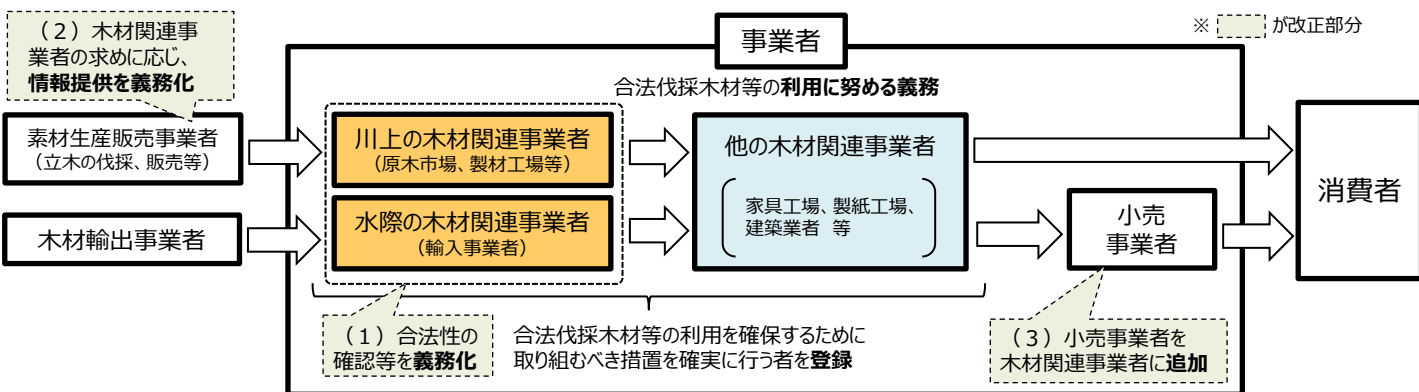 （２）木材関連事
業者の求めに応じ、
情報提供を義務化
事業者
※ が改正部分
合法伐採木材等の利用に努める義務
素材生産販売事業者
（立木の伐採、販売等）
川上の木材関連事業者
（原木市場、製材工場等）
他の木材関連事業者
家具工場、製紙工場、
建築業者 等
消費者
木材輸出事業者
水際の木材関連事業者
（輸入事業者）
小売
事業者
（１）合法性の
確認等を義務化
合法伐採木材等の利用を確保するために
取り組むべき措置を確実に行う者を登録
（３）小売事業者を
木材関連事業者に追加